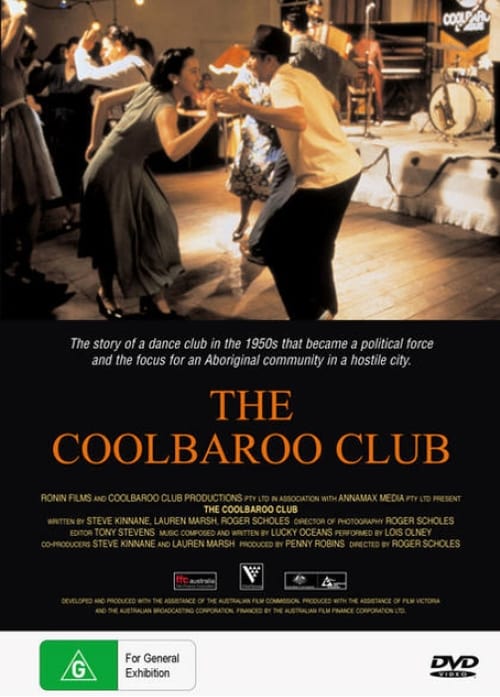 COOLBAROO
The story of a dance club in the 1950s that became a political force
and the focus for an Aboriginal community in a hostile city.
THE
COOLBAROO CLUB
RONIN FILMS AND COOLBAROO CLUB PRODUCTIONS PTY LTD IN ASSOCIATION WITH ANNAMAX MEDIA PTY LTD PRESENT
THE COOLBAROO CLUB
WRITTEN BY STEVE KINNANE, LAUREN MARSH, ROGER SCHOLES DIRECTOR OF PHOTOGRAPHY ROGER SCHOLES
EDITOR TONY STEVENS MUSIC COMPOSED AND WRITTEN BY LUCKY OCEANS PERFORMED BY LOIS OLNEY
CO-PRODUCERS STEVE KINNANE AND LAUREN MARSH PRODUCED BY PENNY ROBINS DIRECTED BY ROGER SCHOLES
ffc australia
DEVELOPED AND PRODUCED WITH THE ASSISTANCE OF THE AUSTRALIAN FILM COMMISSION. PRODUCED WITH THE ASSISTANCE OF FILM VICTORIA
AND THE AUSTRALIAN BROADCASTING CORPORATION. FINANCED BY THE AUSTRALIAN FILM FINANCE CORPORATION LTD.
G
For General
Exhibition
DVD
VIDEO